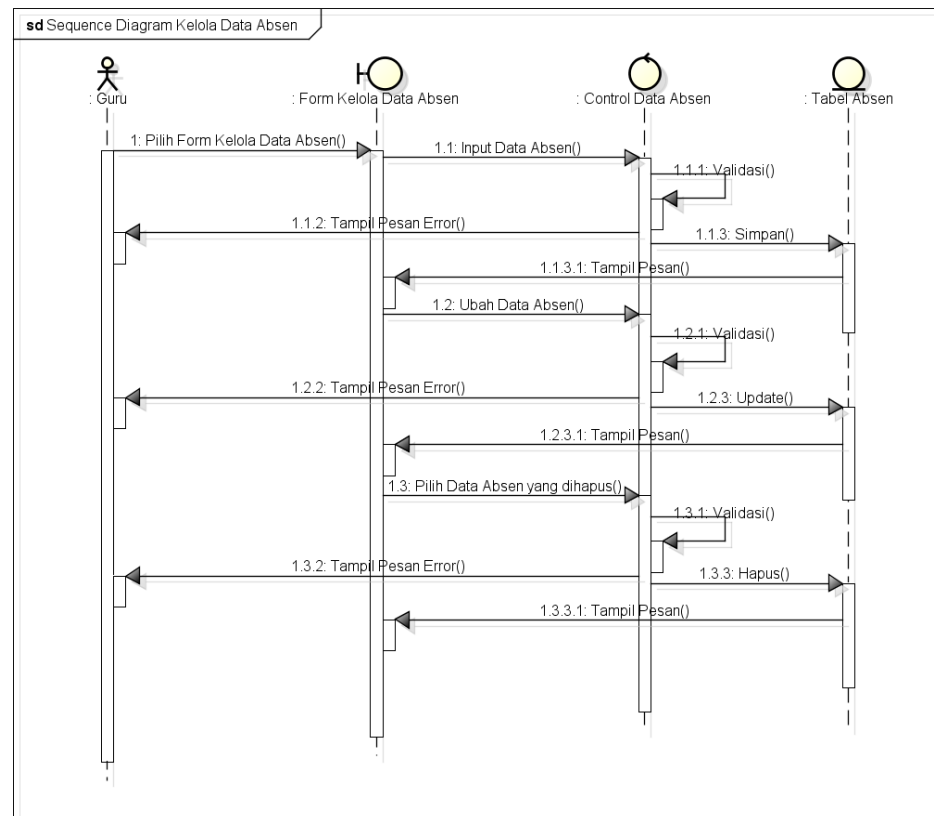 sd Sequence Diagram Kelola Data Absen
: Guru
: Form Kelola Data Absen
: Control Data Absen
: Tabel Absen
1: Pilih Form Kelola Data Absen()
1.1: Input Data Absen()
1.1.1: Validasi()
1.1.2: Tampil Pesan Error()
1.1.3: Simpan()
1.1.3.1: Tampil Pesan()
1.2: Ubah Data Absen()
1.2.1: Validasi()
1.2.2: Tampil Pesan Error()
1.2.3: Update()
1.2.3.1: Tampil Pesan()
1.3: Pilih Data Absen yang dihapus()
1.3.1: Validasi()
1.3.2: Tampil Pesan Error()
1.3.3: Hapus()
1.3.3.1: Tampil Pesan()